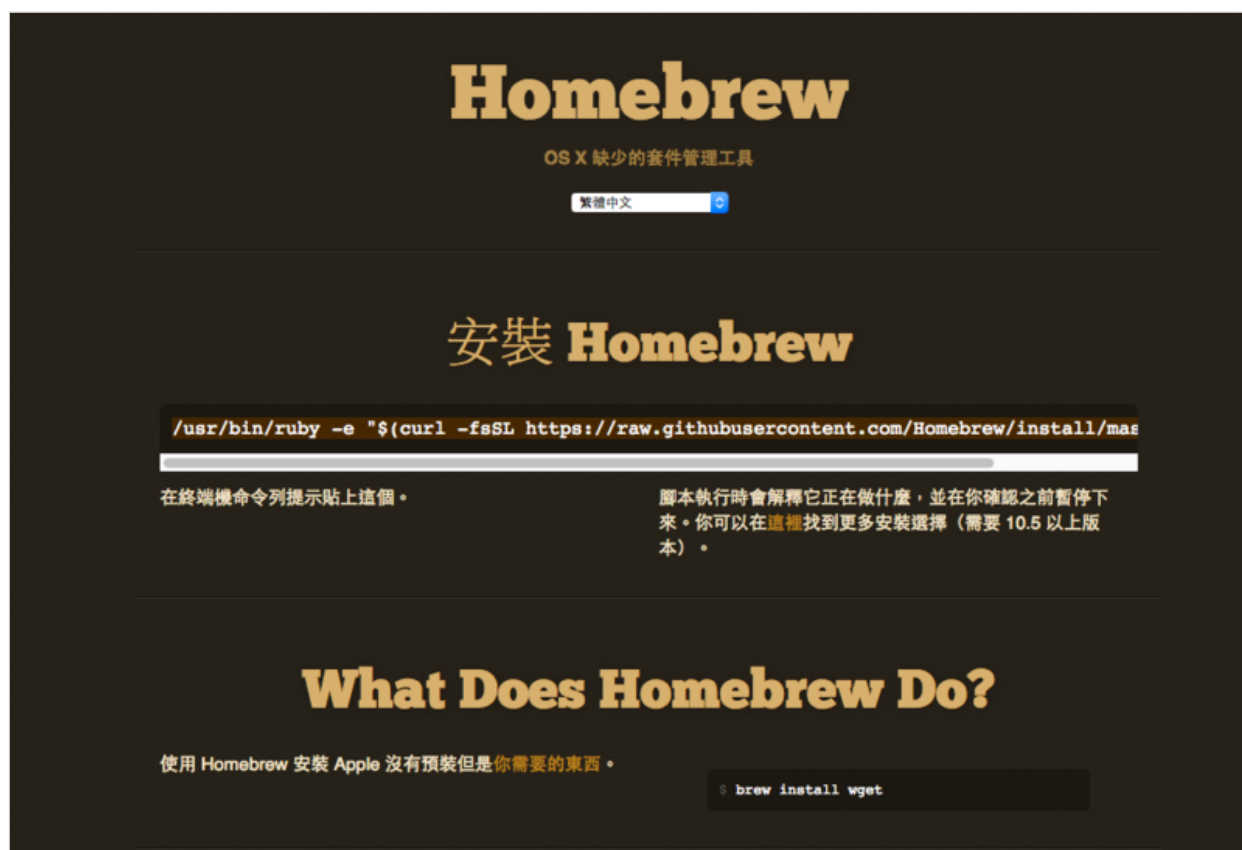 Homebrew
OS X 缺少的套件管理工具
繁體中文
安裝 Homebrew
/usr/bin/ruby -e "$(curl -fsSL https://raw.githubusercontent.com/Homebrew/install/mas
在終端機命令列提示貼上這個。
腳本執行時會解釋它正在做什麼，並在你確認之前暫停下
來。你可以在這裡找到更多安裝選擇（需要 10.5 以上版
本）。
What Does Homebrew Do?
使用 Homebrew 安裝 Apple 沒有預裝但是你需要的東西。
$ brew install wget